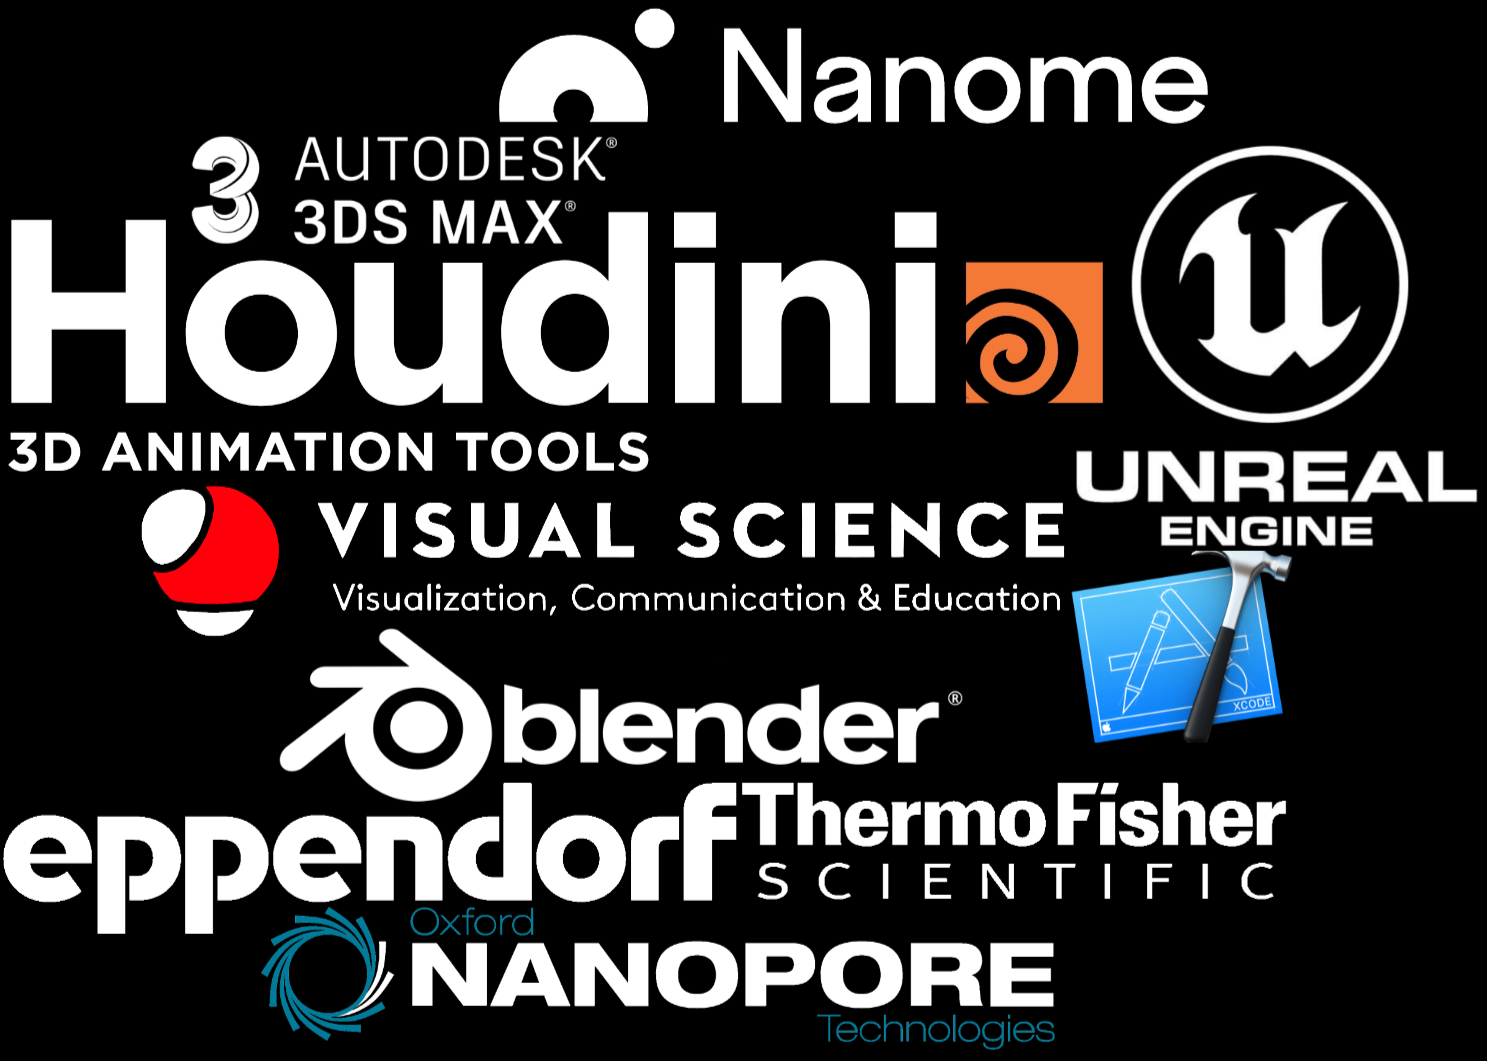 Nanome
3 AUTODESK®
3DS MAX®
Houdini
3D ANIMATION TOOLS
UNREAL
ENGINE
VISUAL SCIENCE
Visualization, Communication & Education
XCODE
blender®
eppendorf
ThermoFisher
SCIENTIFIC
Oxford
NANOPORE
Technologies